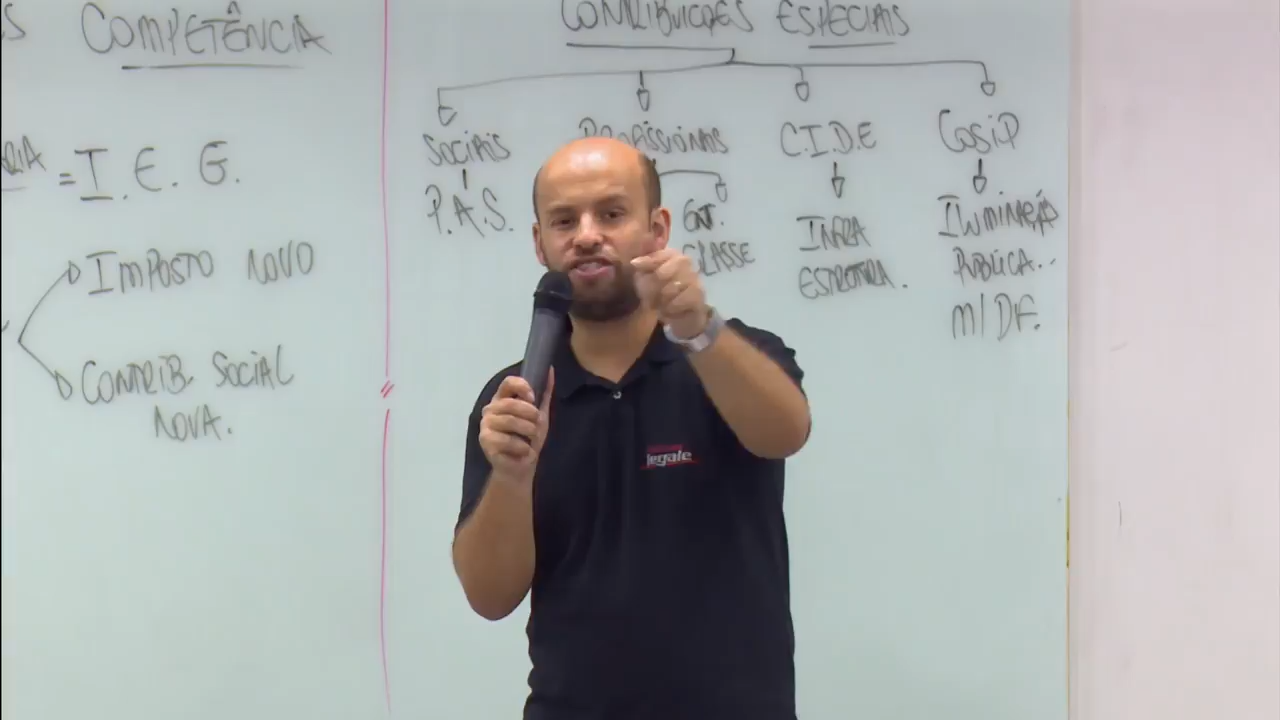 COMPETÊNCIA
= I. E. G.
IMPOSTO NOVO
CONTRIB. SOCIAL
NOVA.
CONTRIBUIÇÕES ESPECIAIS
SOCIAIS
P.A.S.
PROFISSIONAIS
ENT.
CLASSE
C.I.D.E
INFRA
ESTRUTURA.
COSIP
ILUMINAÇÃO
PÚBLICA..
M/DF.
legale